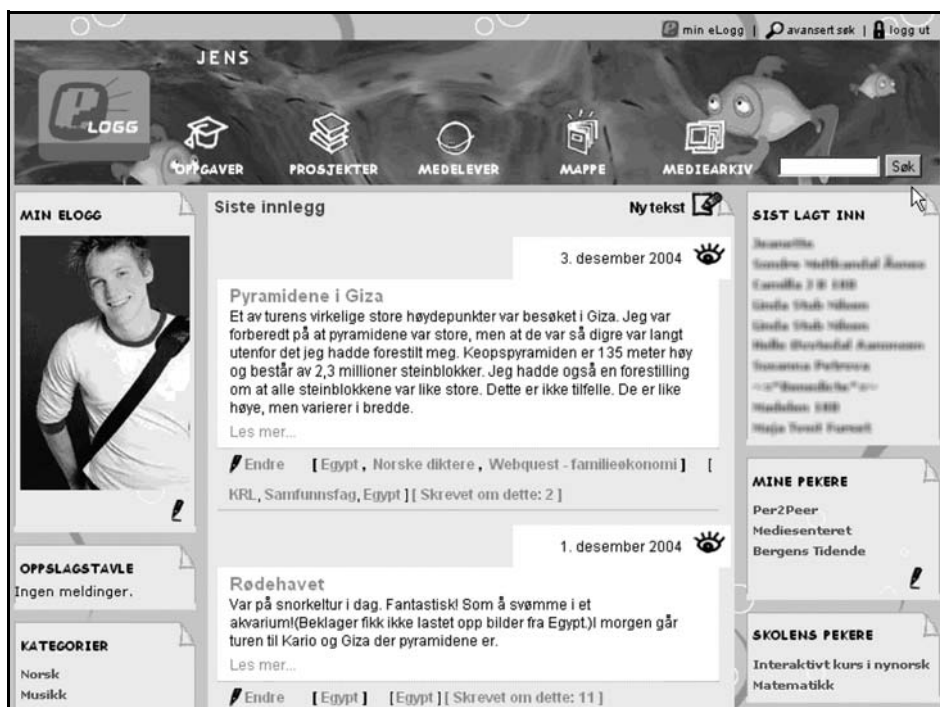 min eLogg | avansert søk | logg ut
JENS
LOGG
OPPGAVER PROSJEKTER MEDELEVER MAPPE MEDIEARKIV Søk
MIN ELOGG
OPPSLAGSTAVLE
Ingen meldinger.
KATEGORIER
Norsk
Musikk
Siste innlegg Ny tekst
3. desember 2004
Pyramidene i Giza
Et av turens virkelige store høydepunkter var besøket i Giza. Jeg var
forberedt på at pyramidene var store, men at de var så digre var langt
utenfor det jeg hadde forestilt meg. Keopspyramiden er 135 meter høy
og består av 2,3 millioner steinblokker. Jeg hadde også en forestilling
om at alle steinblokkene var like store. Dette er ikke tilfelle. De er like
høye, men varierer i bredde.
Les mer...
Endre [ Egypt , Norske diktere , Webquest - familieøkonomi ] [
KRL, Samfunnsfag, Egypt ] [ Skrevet om dette: 2 ]
1. desember 2004
Rødehavet
Var på snorkeltur i dag. Fantastisk! Som å svømme i et
akvarium!(Beklager fikk ikke lastet opp bilder fra Egypt.)I morgen går
turen til Kario og Giza der pyramidene er.
Les mer...
Endre [ Egypt ] [Egypt ] [ Skrevet om dette: 11 ]
SIST LAGT INN
MINE PEKERE
Per2Peer
Mediesenteret
Bergens Tidende
SKOLENS PEKERE
Interaktivt kurs i nynorsk
Matematikk